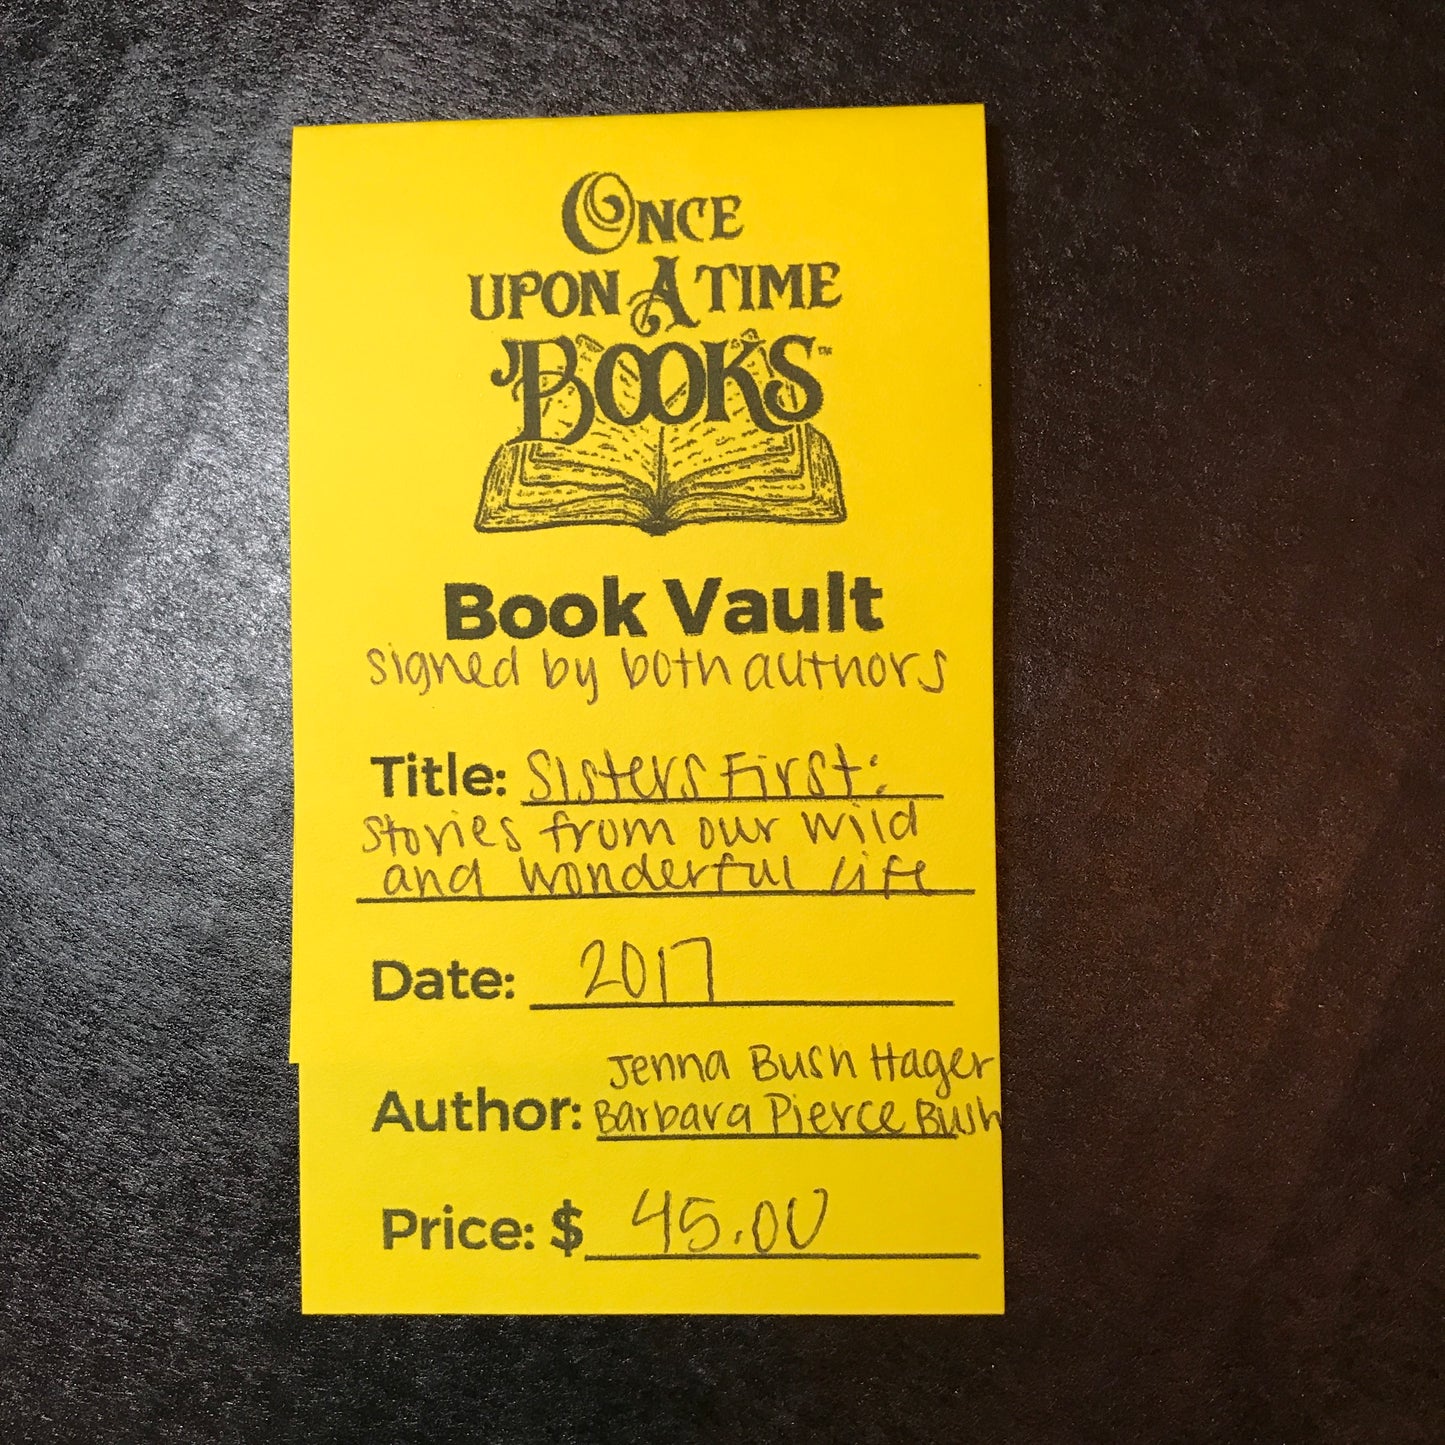 ONCE
UPON A TIME
BOOKS™
Book Vault
signed by both authors
Title: Sisters First:
stories from our wild
and wonderful life
Date: 2017
Jenna Bush Hager
Author: Barbara Pierce Bush
Price: $ 45.00